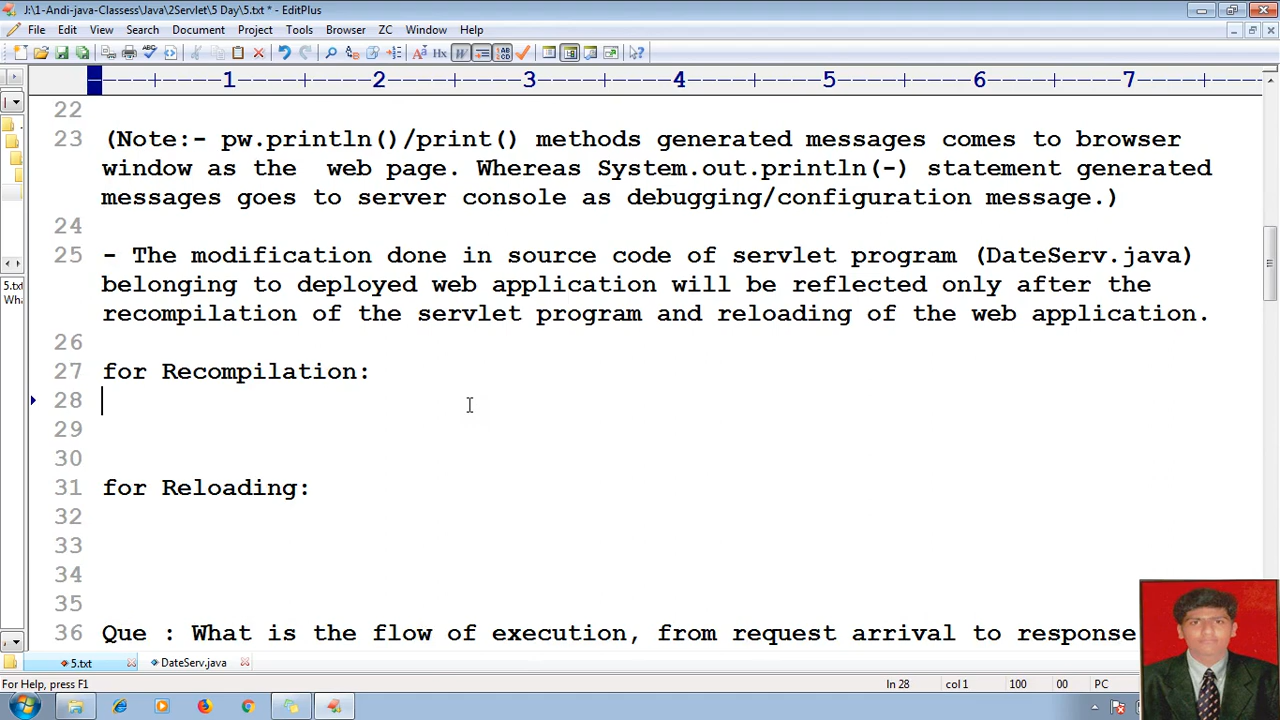 J:\1-Andi-java-Classess\Java\2Servlet\5 Day\5.txt * - EditPlus
File Edit View Search Document Project Tools Browser ZC Window Help
1 2 3 4 5 6 7
22
23 (Note:- pw.println()/print() methods generated messages comes to browser
window as the  web page. Whereas System.out.println(-) statement generated
messages goes to server console as debugging/configuration message.)
24
25 - The modification done in source code of servlet program (DateServ.java)
belonging to deployed web application will be reflected only after the
recompilation of the servlet program and reloading of the web application.
26
27 for Recompilation:
28
29
30
31 for Reloading:
32
33
34
35
36 Que : What is the flow of execution, from request arrival to response
5.txt DateServ.java
For Help, press F1 ln 28 col 1 100 00 PC